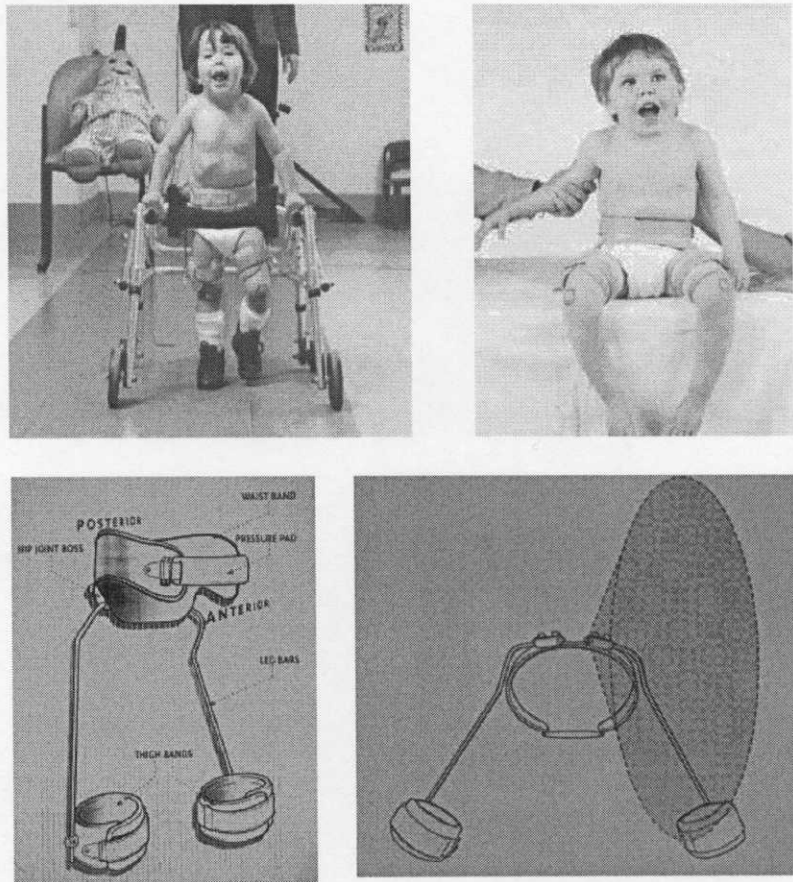 WAIST BAND
POSTERIOR
PRESSURE PAD
HIP JOINT BOSS
ANTERIOR
LEG BARS
THIGH BANDS